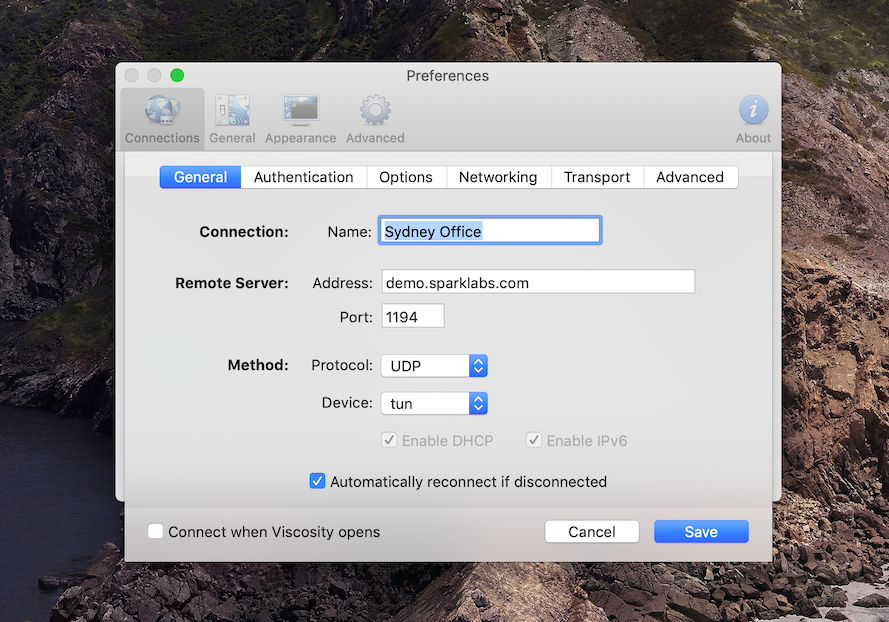 Preferences
Connections General Appearance Advanced About
General Authentication Options Networking Transport Advanced
Connection: Name: Sydney Office
Remote Server: Address: demo.sparklabs.com
Port: 1194
Method: Protocol: UDP
Device: tun
Enable DHCP Enable IPv6
Automatically reconnect if disconnected
Connect when Viscosity opens Cancel Save